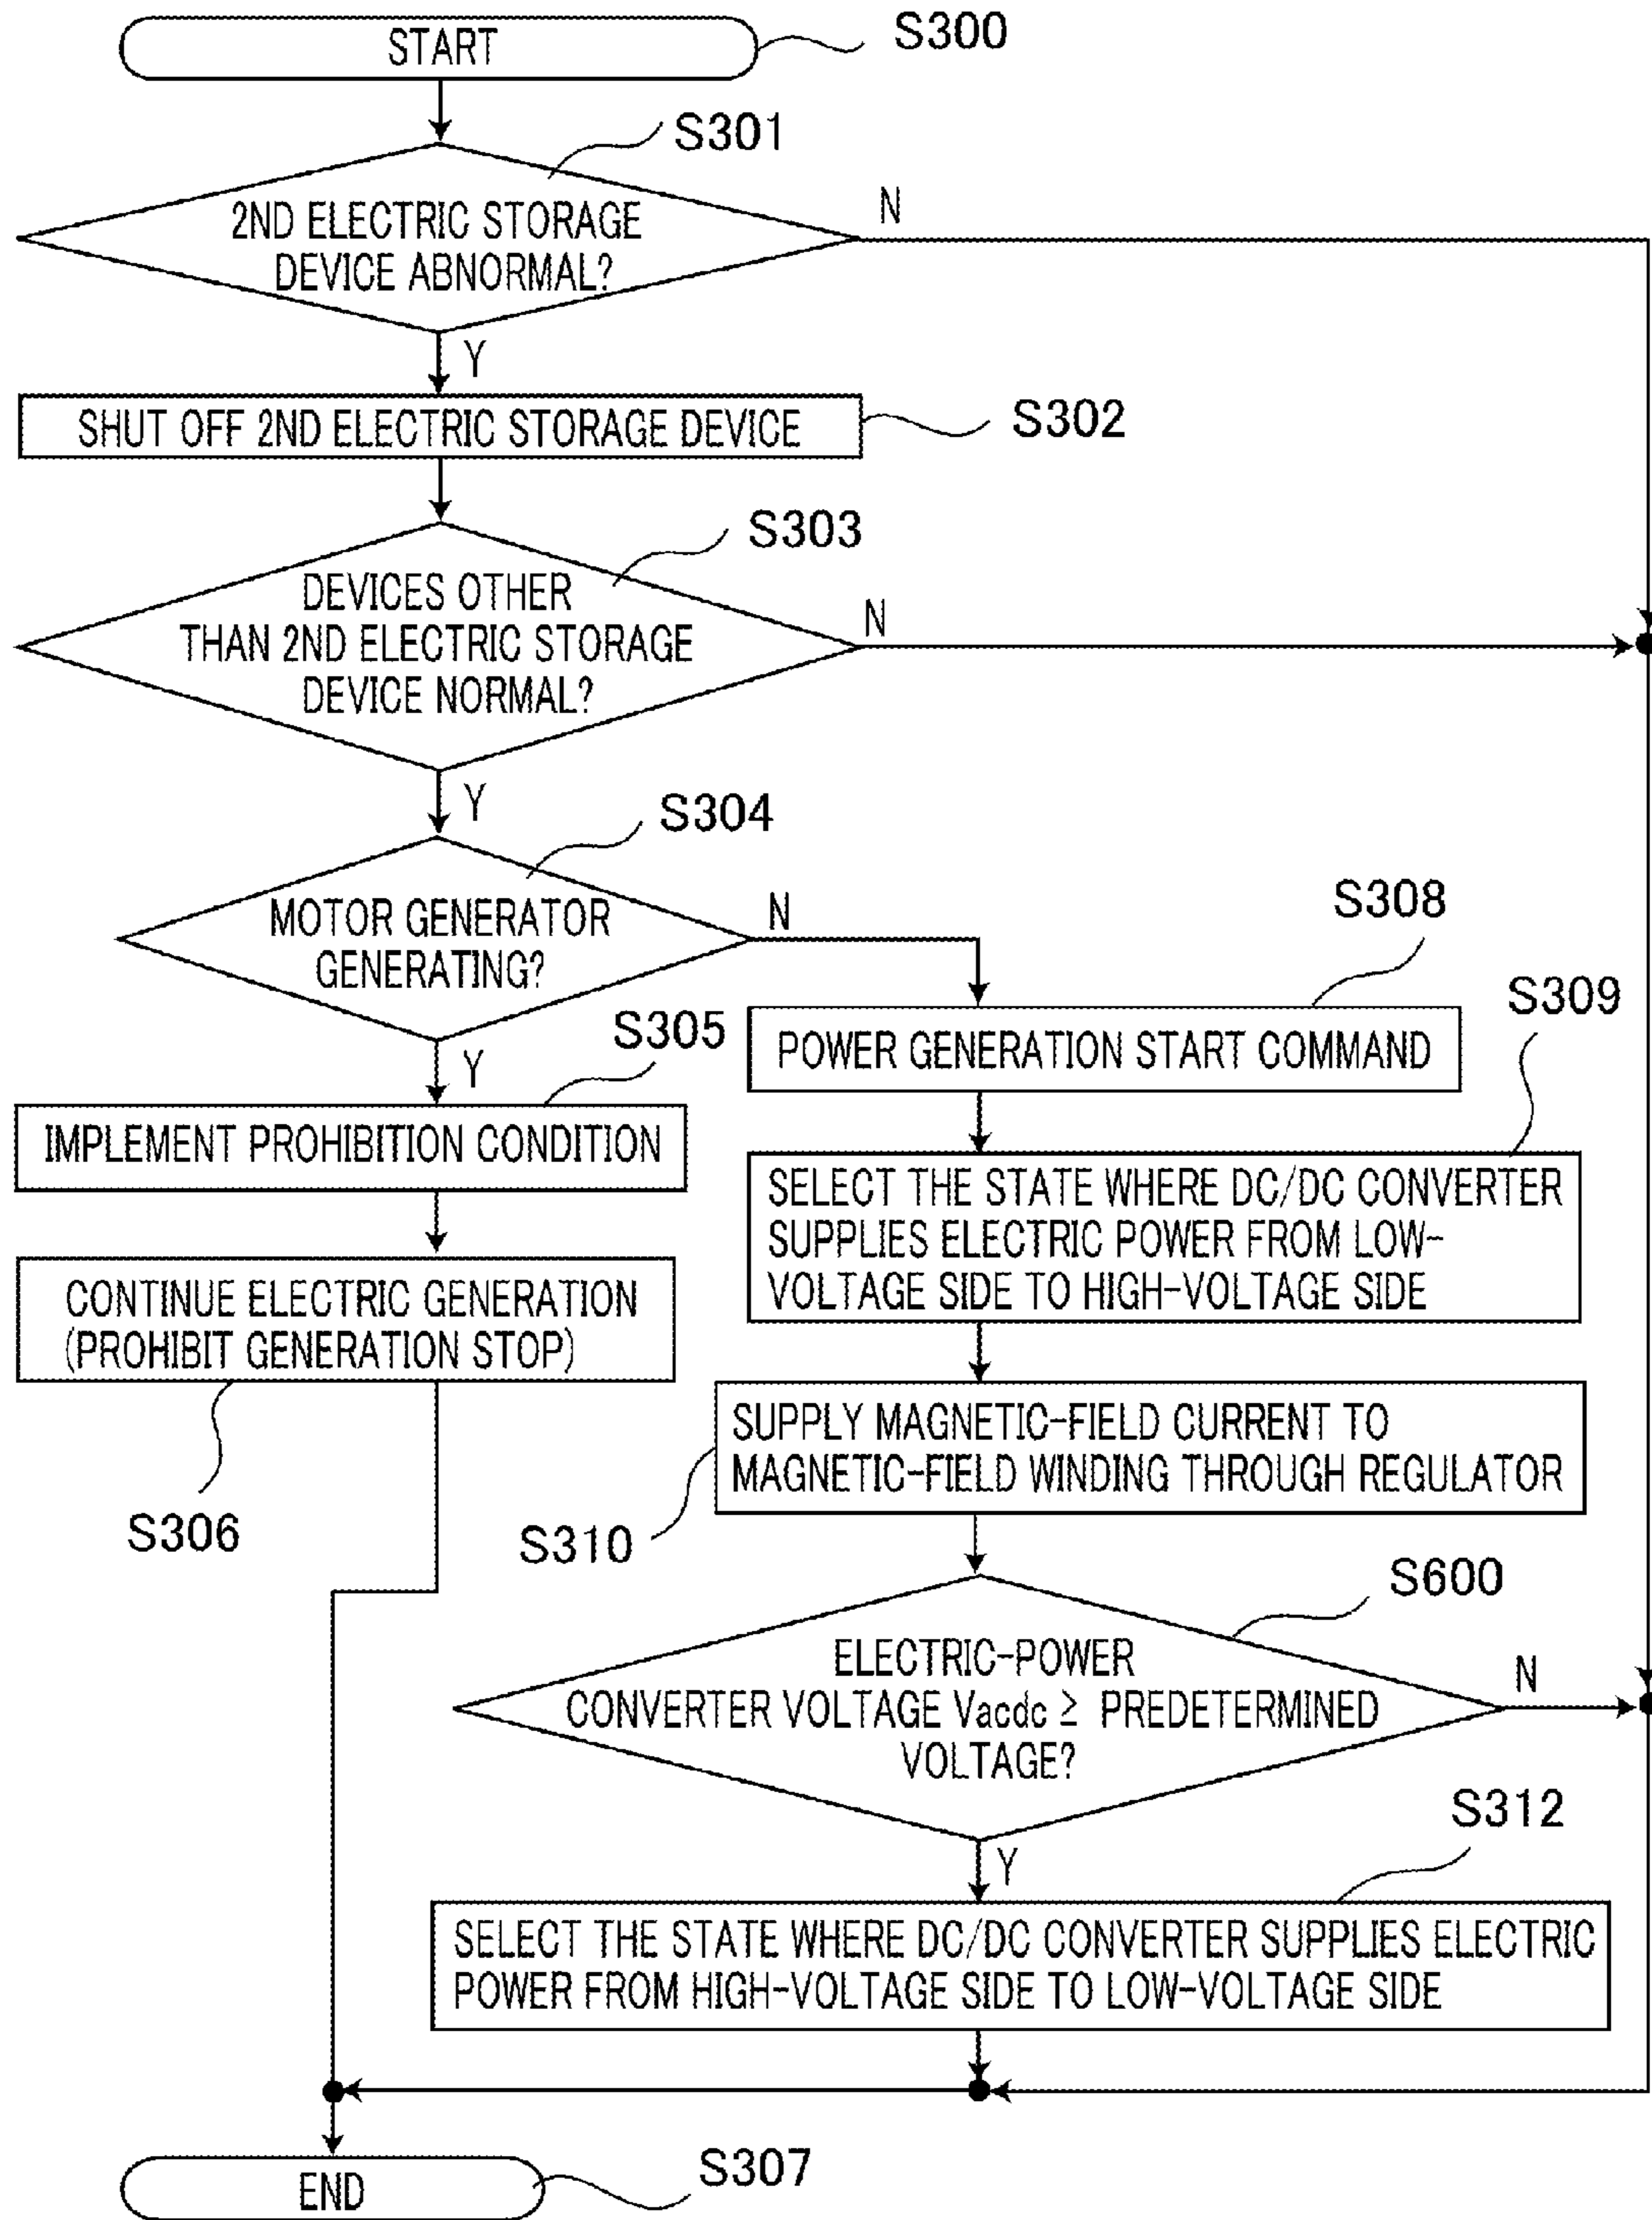 START
S300
S301
2ND ELECTRIC STORAGE
DEVICE ABNORMAL?
N
Y
SHUT OFF 2ND ELECTRIC STORAGE DEVICE
S302
S303
DEVICES OTHER
THAN 2ND ELECTRIC STORAGE
DEVICE NORMAL?
N
Y
S304
MOTOR GENERATOR
GENERATING?
N
Y
S305
IMPLEMENT PROHIBITION CONDITION
CONTINUE ELECTRIC GENERATION
(PROHIBIT GENERATION STOP)
S306
S308
POWER GENERATION START COMMAND
S309
SELECT THE STATE WHERE DC/DC CONVERTER
SUPPLIES ELECTRIC POWER FROM LOW-
VOLTAGE SIDE TO HIGH-VOLTAGE SIDE
SUPPLY MAGNETIC-FIELD CURRENT TO
MAGNETIC-FIELD WINDING THROUGH REGULATOR
S310
S600
ELECTRIC-POWER
CONVERTER VOLTAGE Vacdc ≥ PREDETERMINED
VOLTAGE?
N
Y
S312
SELECT THE STATE WHERE DC/DC CONVERTER SUPPLIES ELECTRIC
POWER FROM HIGH-VOLTAGE SIDE TO LOW-VOLTAGE SIDE
END
S307